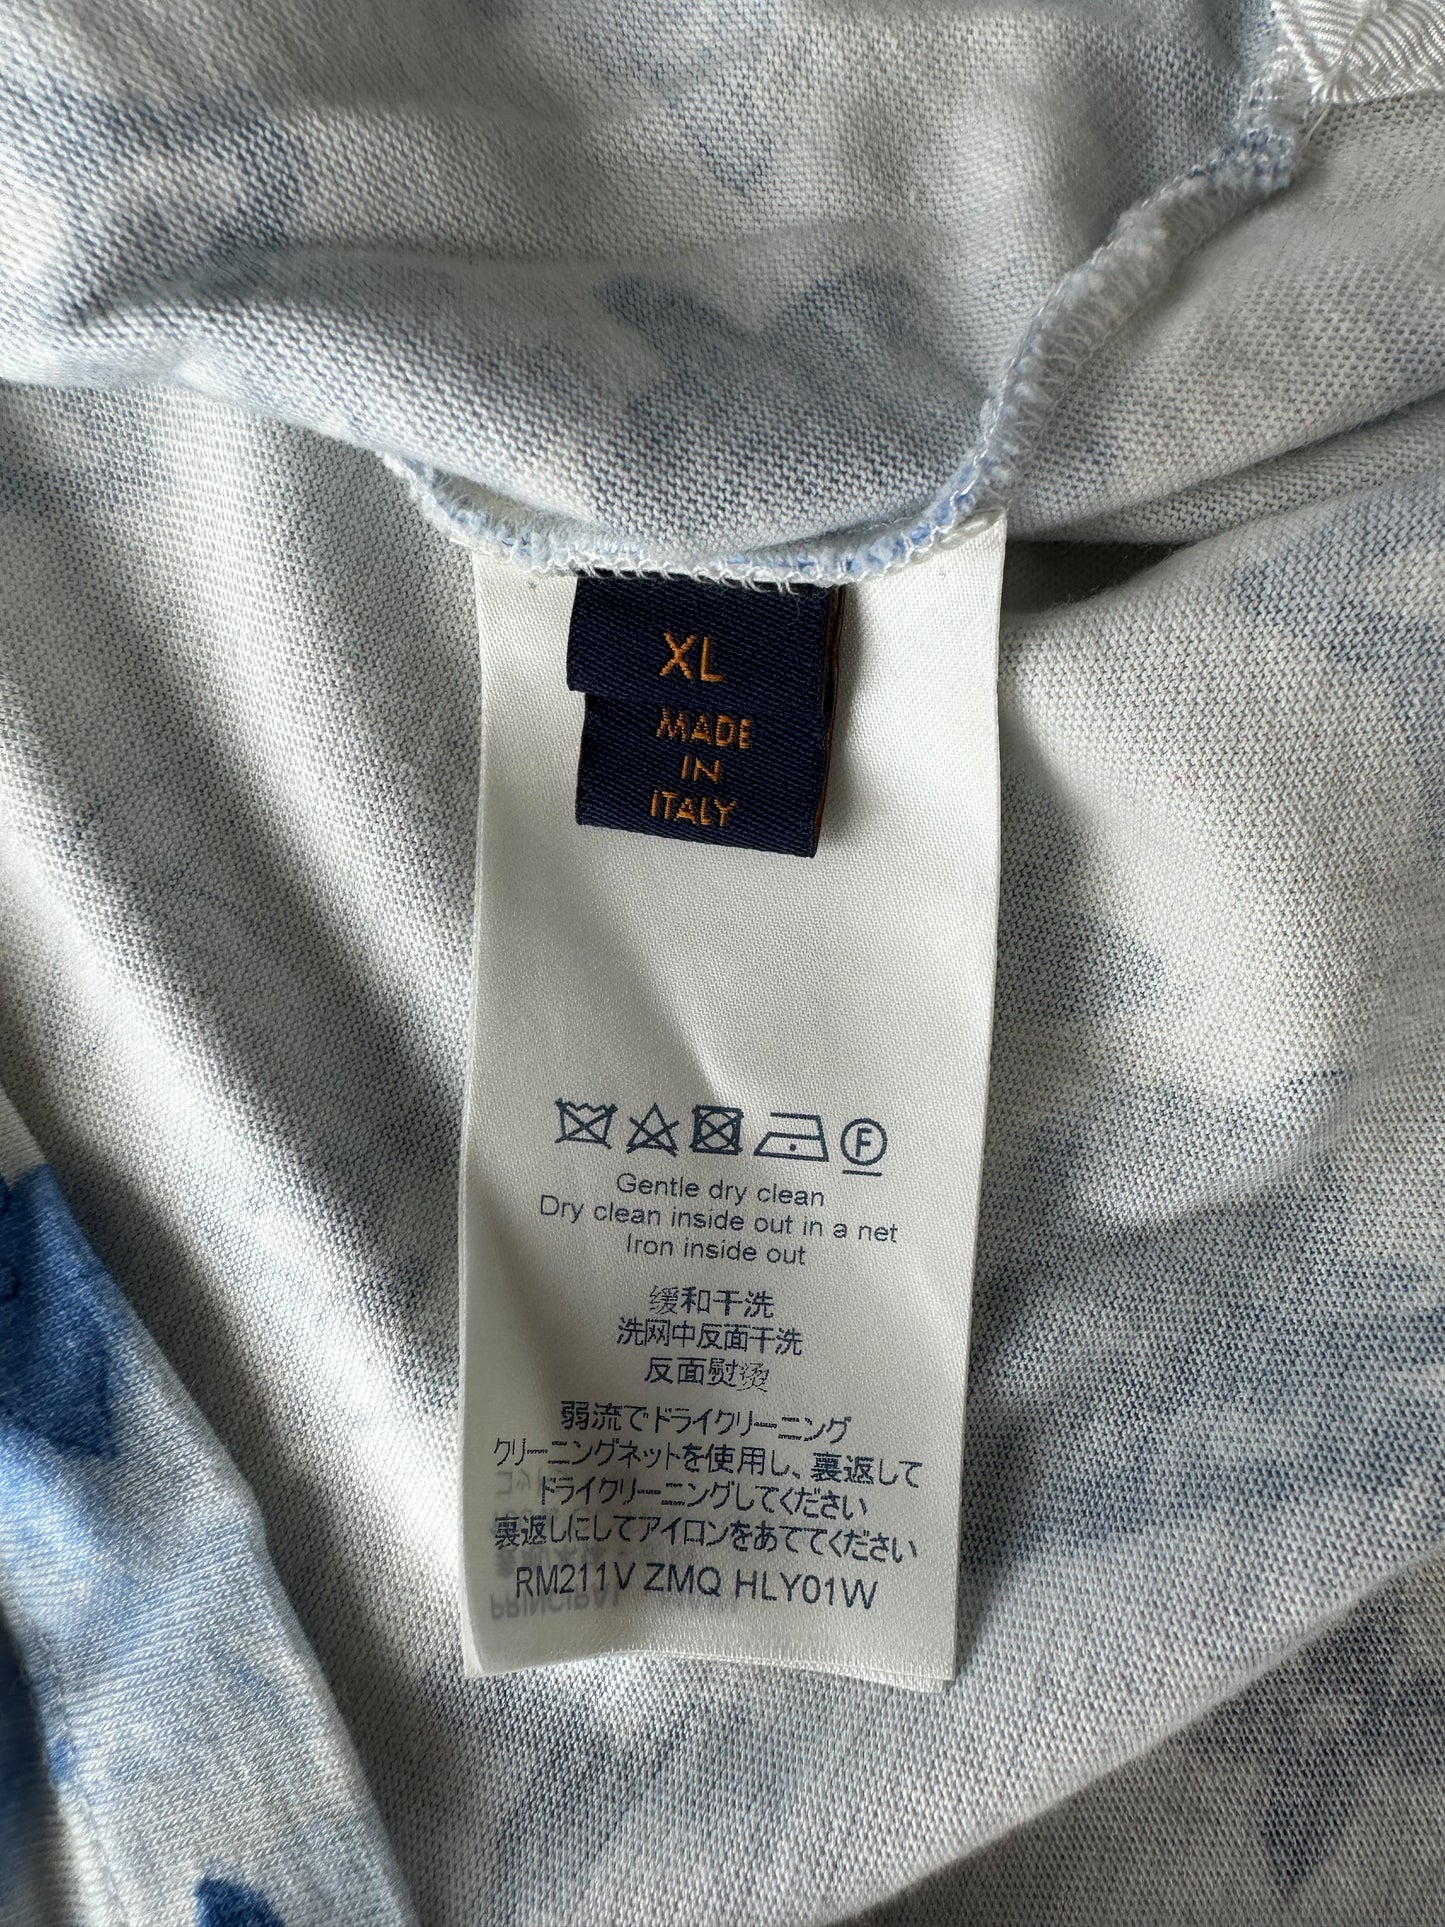 XL
MADE
IN
ITALY
F
Gentle dry clean
Dry clean inside out in a net
Iron inside out
缓和干洗
洗网中反面干洗
反面熨烫
弱流でドライクリーニング
クリーニングネットを使用し、裏返して
ドライクリーニングしてください
裏返しにしてアイロンをあててください
RM211V ZMQ HLY01W